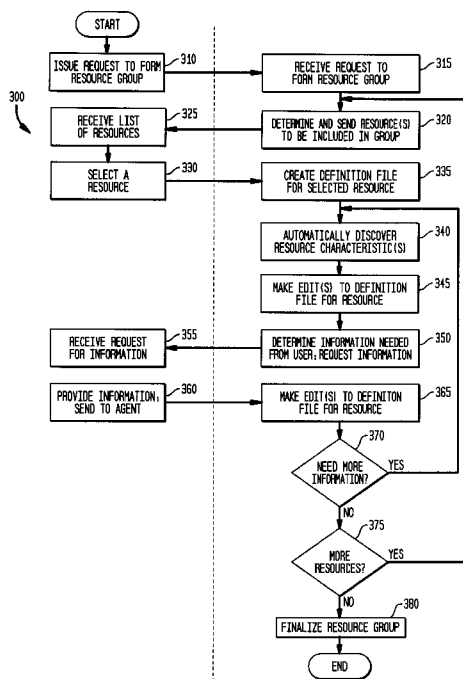 START
ISSUE REQUEST TO FORM
RESOURCE GROUP
310
RECEIVE REQUEST TO
FORM RESOURCE GROUP
315
300
RECEIVE LIST
OF RESOURCES
325
DETERMINE AND SEND RESOURCE(S)
TO BE INCLUDED IN GROUP
320
SELECT A
RESOURCE
330
CREATE DEFINITION FILE
FOR SELECTED RESOURCE
335
AUTOMATICALLY DISCOVER
RESOURCE CHARACTERISTIC(S)
340
MAKE EDIT(S) TO DEFINITION
FILE FOR RESOURCE
345
RECEIVE REQUEST
FOR INFORMATION
355
DETERMINE INFORMATION NEEDED
FROM USER; REQUEST INFORMATION
350
PROVIDE INFORMATION;
SEND TO AGENT
360
MAKE EDIT(S) TO DEFINITON
FILE FOR RESOURCE
365
370
NEED MORE
INFORMATION?
YES
NO
375
MORE
RESOURCES?
YES
NO
380
FINALIZE RESOURCE GROUP
END